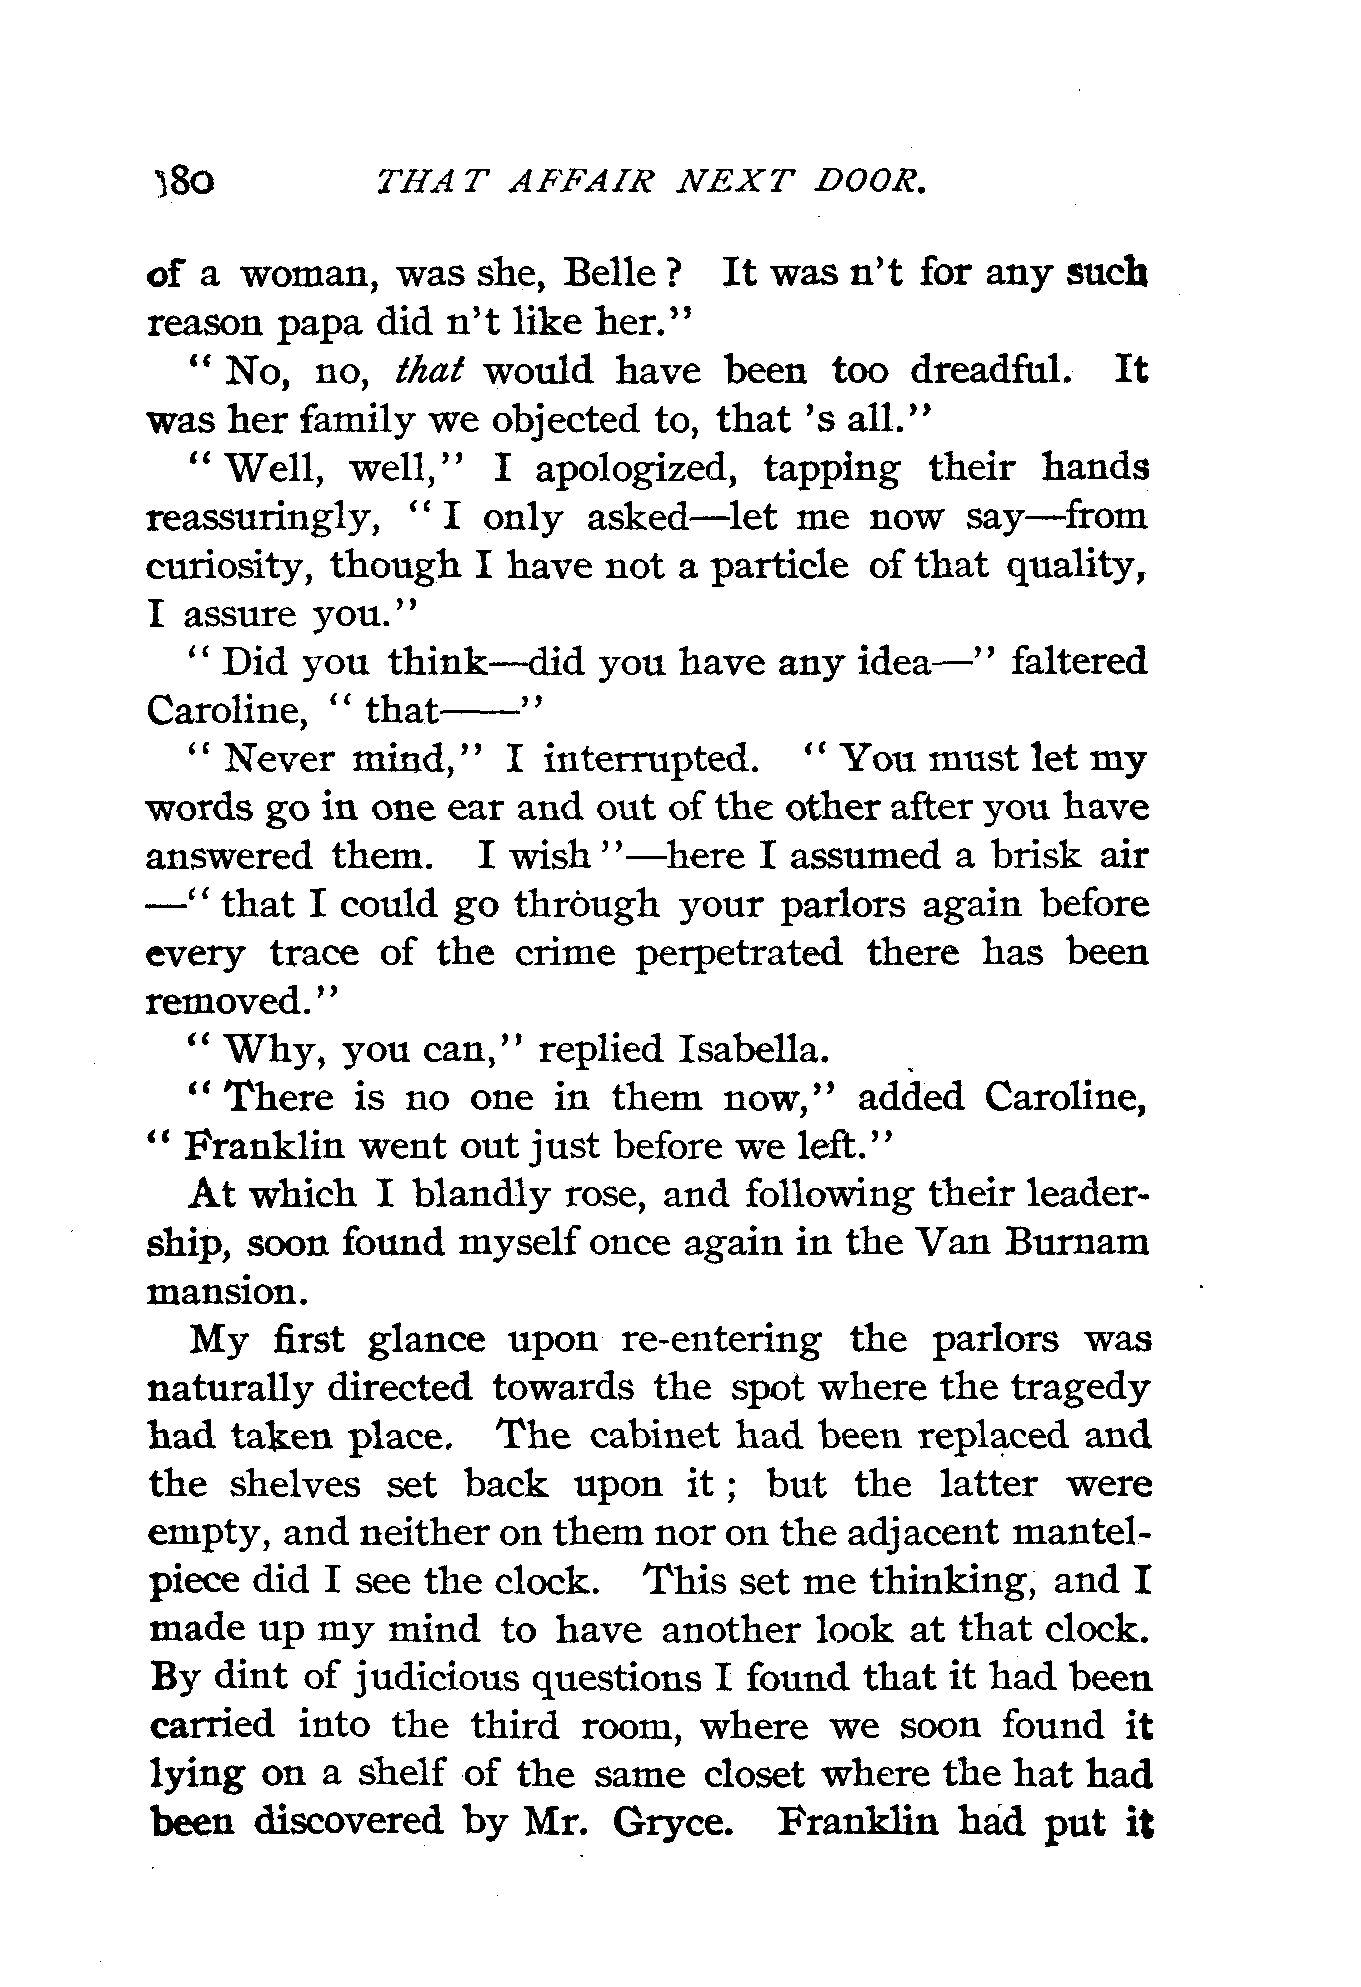 180 THAT AFFAIR NEXT DOOR.
of a woman, was she, Belle? It was n't for any such
reason papa did n't like her."
"No, no, that would have been too dreadful. It
was her family we objected to, that 's all."
"Well, well," I apologized, tapping their hands
reassuringly, "I only asked—let me now say—from
curiosity, though I have not a particle of that quality,
I assure you."
"Did you think—did you have any idea—" faltered
Caroline, "that——"
"Never mind," I interrupted. "You must let my
words go in one ear and out of the other after you have
answered them. I wish"—here I assumed a brisk air
—"that I could go through your parlors again before
every trace of the crime perpetrated there has been
removed."
"Why, you can," replied Isabella.
"There is no one in them now," added Caroline,
"Franklin went out just before we left."
At which I blandly rose, and following their leader-
ship, soon found myself once again in the Van Burnam
mansion.
My first glance upon re-entering the parlors was
naturally directed towards the spot where the tragedy
had taken place. The cabinet had been replaced and
the shelves set back upon it; but the latter were
empty, and neither on them nor on the adjacent mantel-
piece did I see the clock. This set me thinking, and I
made up my mind to have another look at that clock.
By dint of judicious questions I found that it had been
carried into the third room, where we soon found it
lying on a shelf of the same closet where the hat had
been discovered by Mr. Gryce. Franklin had put it